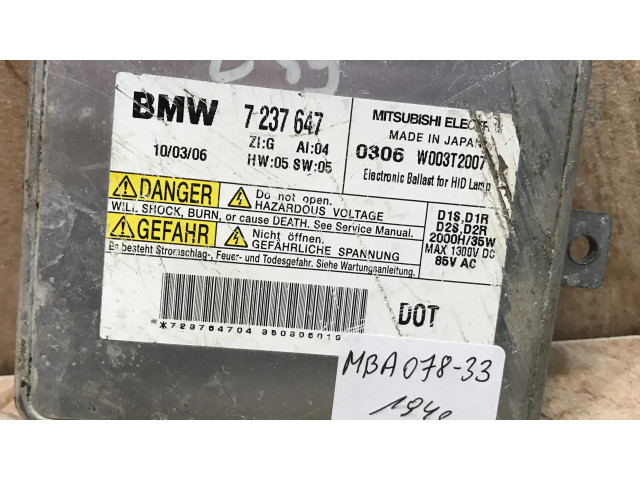 BMW 7 237 647
10/03/06 ZI:G AI:04
HW:05 SW:05
MITSUBISHI
MADE IN JAPAN
0306 W003T2007
Electronic Ballast for HID Lamp
DANGER Do not open.
HAZARDOUS VOLTAGE
WILL SHOCK, BURN, or cause DEATH. See Service Manual.
GEFAHR Nicht öffnen.
GEFÄHRLICHE SPANNUNG
Es besteht Stromschlag-, Feuer- und Todesgefahr. Siehe Wartungsanleitung.
D1S,D1R
D2S,D2R
2000H/35W
MAX 1300V DC
85V AC
DOT
MBA078-33